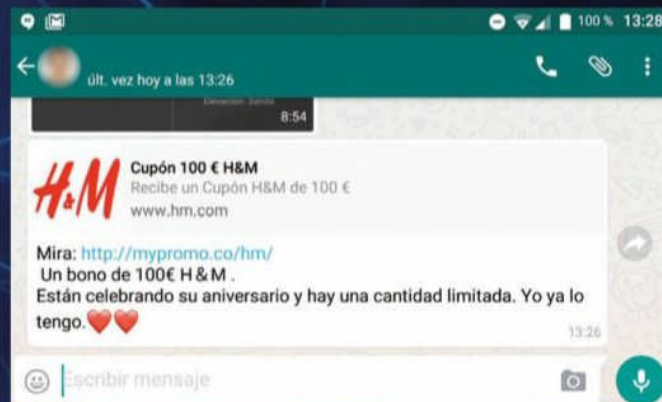 100 % 13:28
últ. vez hoy a las 13:26
8:54
H&M
Cupón 100 € H&M
Recibe un Cupón H&M de 100 €
www.hm.com
Mira: http://mypromo.co/hm/
Un bono de 100€ H & M .
Están celebrando su aniversario y hay una cantidad limitada. Yo ya lo
tengo.❤️❤️
13:26
Escribir mensaje